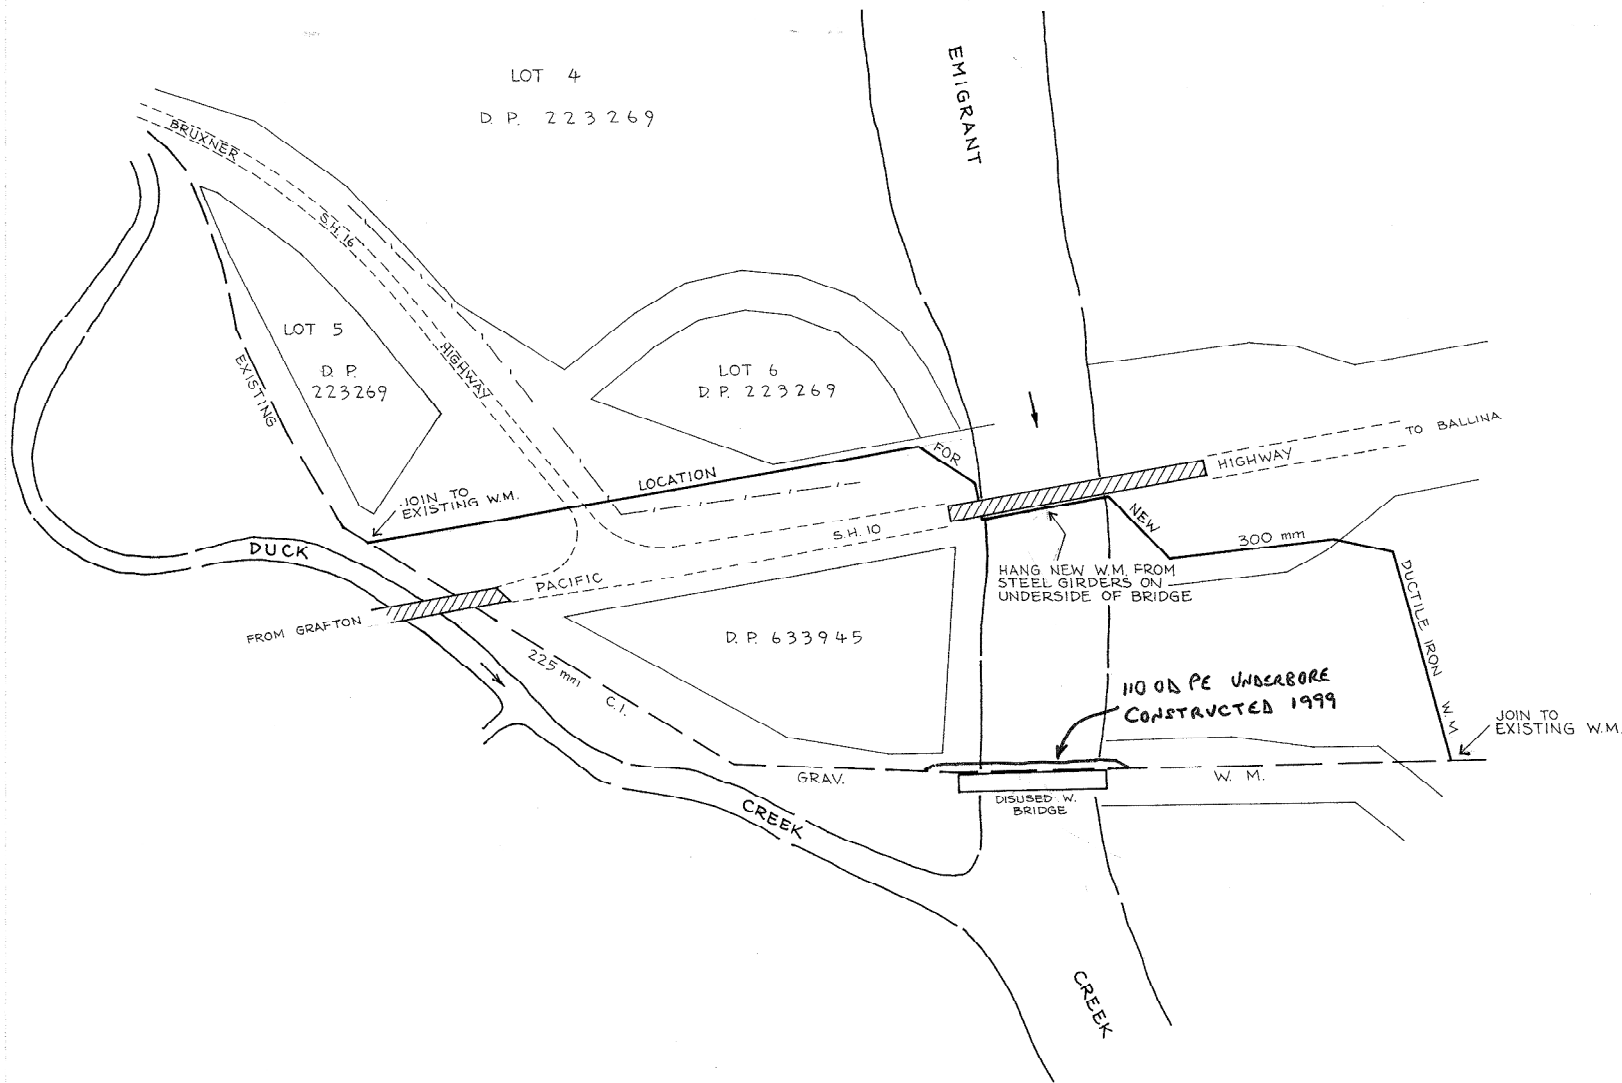 LOT 4
D. P. 223269
EMIGRANT
BRUXNER
S.H. 16
HIGHWAY
LOT 5
D. P.
223269
EXISTING
LOT 6
D. P. 223269
JOIN TO
EXISTING W.M.
LOCATION
FOR
NEW
300 mm
DUCTILE IRON W.M
HIGHWAY
TO BALLINA
S.H. 10
PACIFIC
DUCK
FROM GRAFTON
HANG NEW W.M. FROM
STEEL GIRDERS ON
UNDERSIDE OF BRIDGE
D. P. 633945
225 mm
C.I.
GRAV.
W. M.
110 OD PE UNDERBORE
CONSTRUCTED 1999
JOIN TO
EXISTING W.M.
DISUSED W.
BRIDGE
CREEK
CREEK